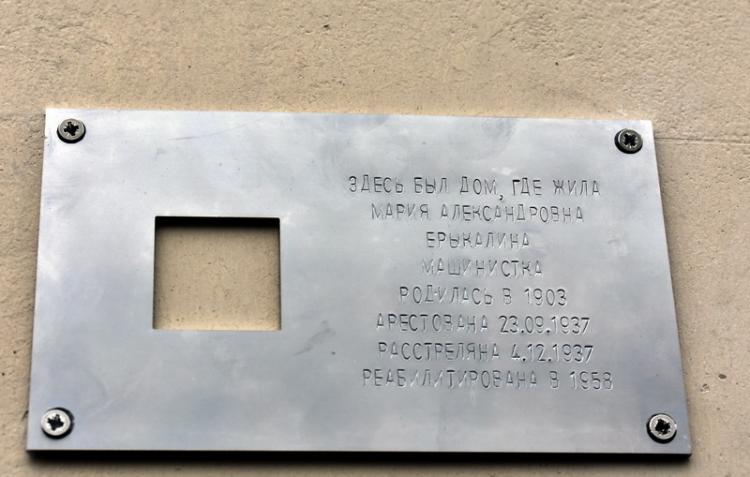 ЗДЕСЬ БЫЛ ДОМ, ГДЕ ЖИЛА
МАРИЯ АЛЕКСАНДРОВНА
ЕРЫКАЛИНА
МАШИНИСТКА
РОДИЛАСЬ В 1903
АРЕСТОВАНА 23.09.1937
РАССТРЕЛЯНА 4.12.1937
РЕАБИЛИТИРОВАНА В 1958